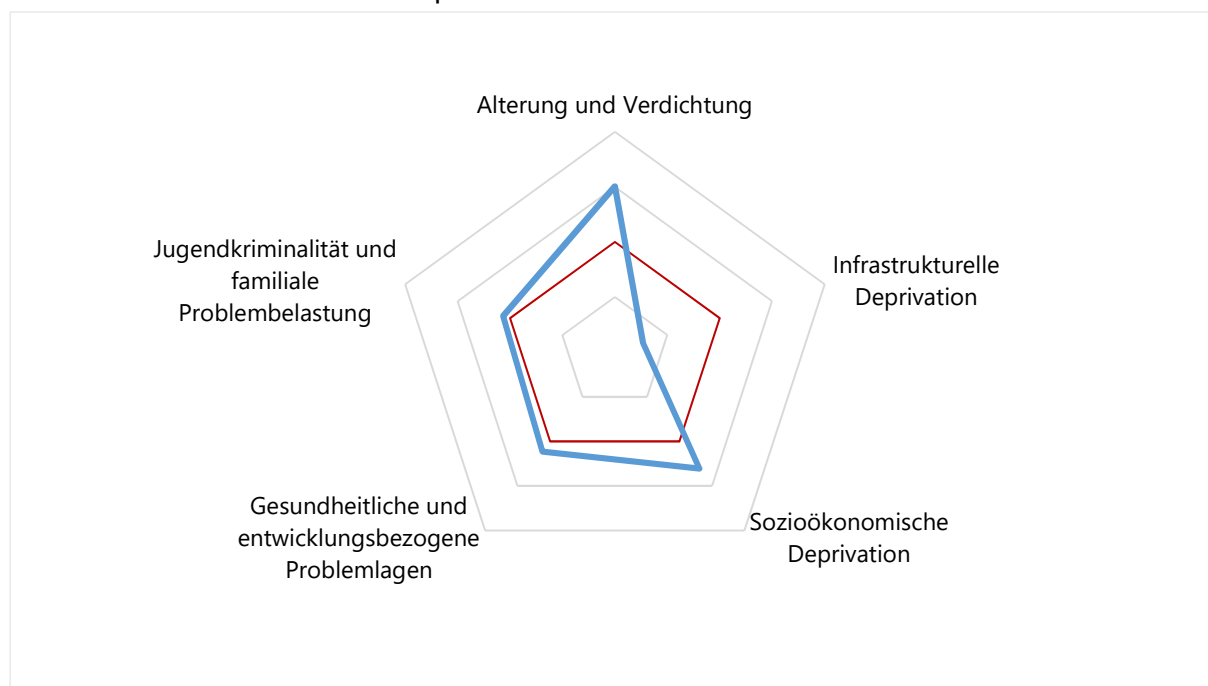 Alterung und Verdichtung
Jugendkriminalität und
familiale
Problembelastung
Infrastrukturelle
Deprivation
Gesundheitliche und
entwicklungsbezogene
Problemlagen
Sozioökonomische
Deprivation